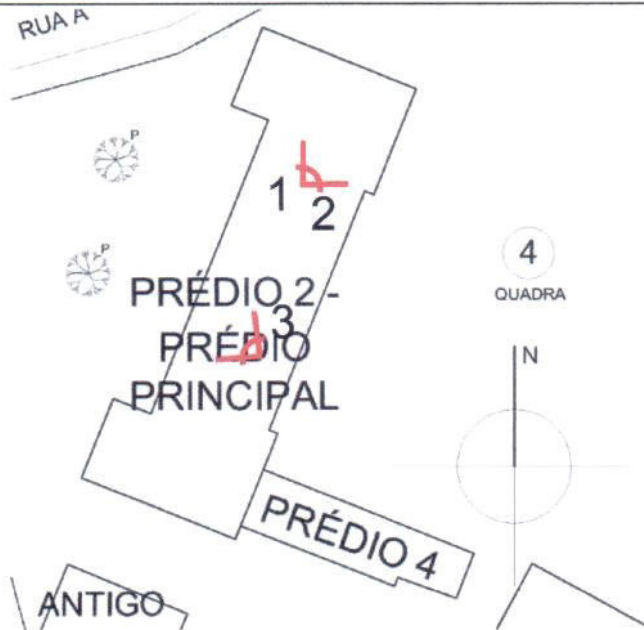 RUA A
P
1
2
P
4
QUADRA
PRÉDIO 2 -
3
PRÉDIO
PRINCIPAL
N
PRÉDIO 4
ANTIGO